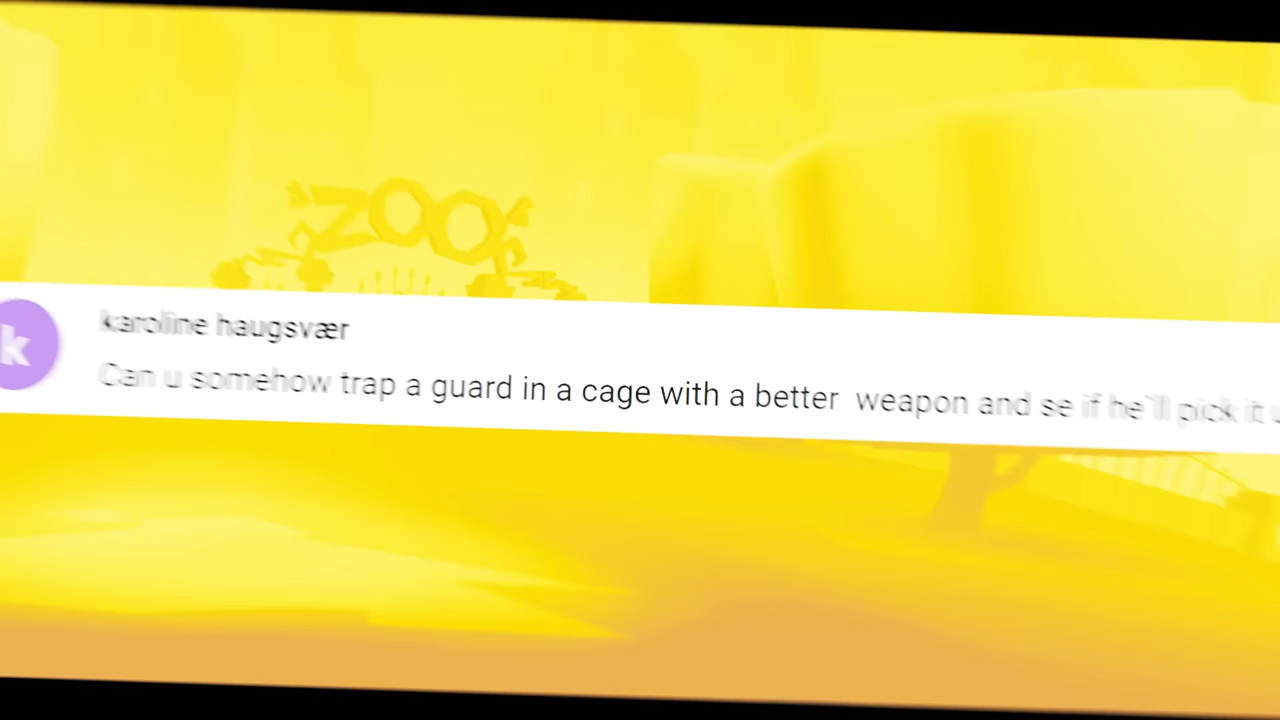 ZOO
k
karoline haugsvær
Can u somehow trap a guard in a cage with a better weapon and se if he`ll pick it